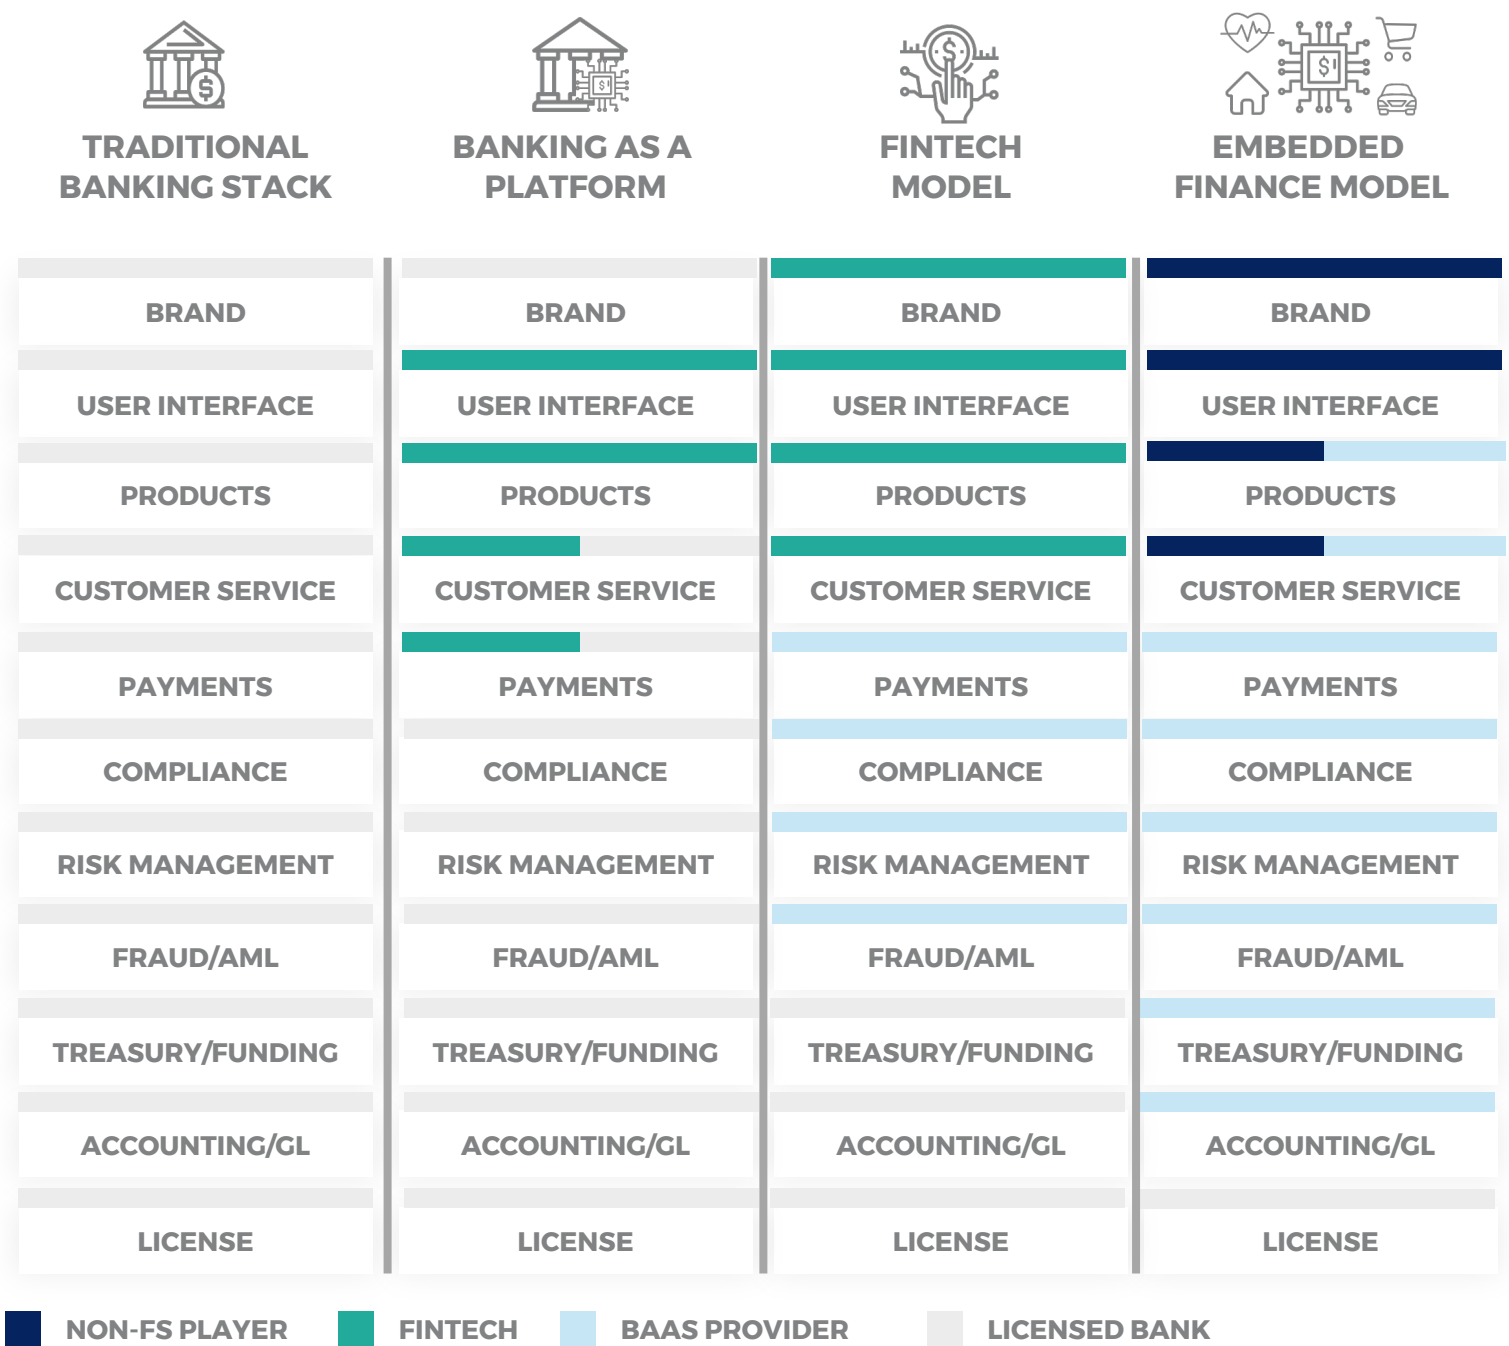 TRADITIONAL
BANKING STACK
BANKING AS A
PLATFORM
FINTECH
MODEL
EMBEDDED
FINANCE MODEL
BRAND
BRAND
BRAND
BRAND
USER INTERFACE
USER INTERFACE
USER INTERFACE
USER INTERFACE
PRODUCTS
PRODUCTS
PRODUCTS
PRODUCTS
CUSTOMER SERVICE
CUSTOMER SERVICE
CUSTOMER SERVICE
CUSTOMER SERVICE
PAYMENTS
PAYMENTS
PAYMENTS
PAYMENTS
COMPLIANCE
COMPLIANCE
COMPLIANCE
COMPLIANCE
RISK MANAGEMENT
RISK MANAGEMENT
RISK MANAGEMENT
RISK MANAGEMENT
FRAUD/AML
FRAUD/AML
FRAUD/AML
FRAUD/AML
TREASURY/FUNDING
TREASURY/FUNDING
TREASURY/FUNDING
TREASURY/FUNDING
ACCOUNTING/GL
ACCOUNTING/GL
ACCOUNTING/GL
ACCOUNTING/GL
LICENSE
LICENSE
LICENSE
LICENSE
NON-FS PLAYER
FINTECH
BAAS PROVIDER
LICENSED BANK